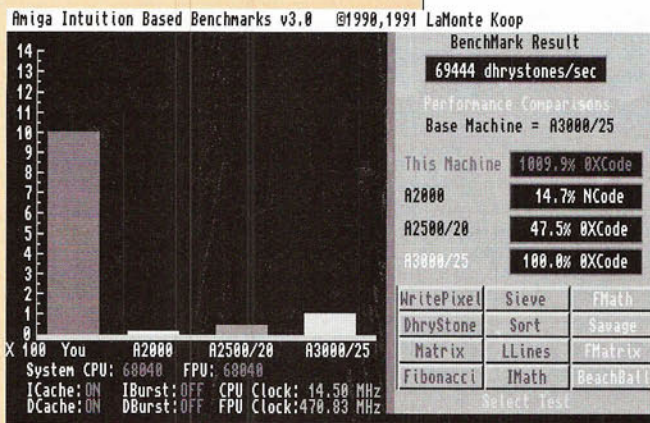 Amiga Intuition Based Benchmarks v3.0 ©1990,1991 LaMonte Koop
14
13
12
11
10
9
8
7
6
5
4
3
2
1
0
X 100 You A2000 A2500/20 A3000/25
System CPU: 68040 FPU: 68040
ICache: ON IBurst: OFF CPU Clock: 14.50 MHz
DCache: ON DBurst: OFF FPU Clock: 470.83 MHz
BenchMark Result
69444 dhrystones/sec
Performance Comparisons
Base Machine = A3000/25
This Machine 1009.9% 0XCode
A2000 14.7% NCode
A2500/20 47.5% 0XCode
A3000/25 100.0% 0XCode
WritePixel Sieve FMath
DhryStone Sort Savage
Matrix LLines FMatrix
Fibonacci IMath BeachBall
Select Test